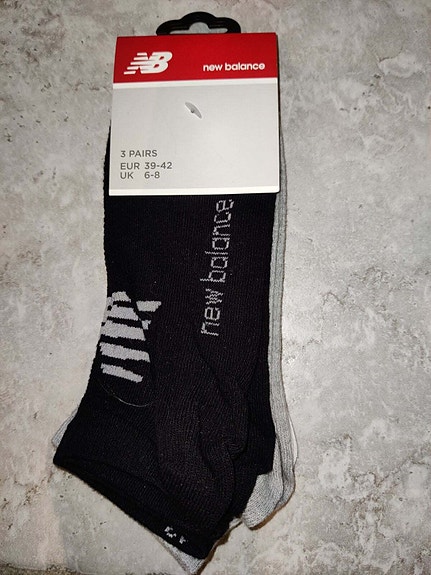 NB
new balance
3 PAIRS
EUR 39-42
UK 6-8
new balance